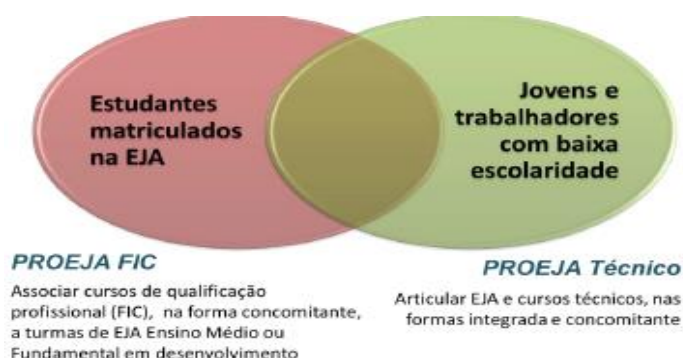 Estudantes
matriculados
na EJA
Jovens e
trabalhadores
com baixa
escolaridade
PROEJA FIC
Associar cursos de qualificação
profissional (FIC), na forma concomitante,
a turmas de EJA Ensino Médio ou
Fundamental em desenvolvimento
PROEJA Técnico
Articular EJA e cursos técnicos, nas
formas integrada e concomitante